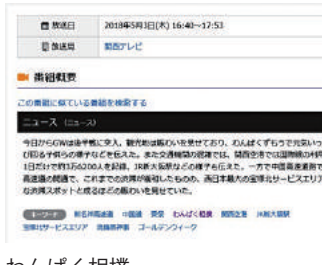 放送日 2018年5月3日(木) 16:40~17:53
放送局 関西テレビ
番組概要
この番組に似ている番組を検索する
ニュース (ニュース)
今日からGWは後半戦に突入。観光地は賑わいを見せており、わんぱくずもうで元気いっ
び回る子供らの様子などを伝えた。また交通機関の混雑では、関西空港では国際線の利用
1日だけで約3万6200人を記録、JR新大阪駅などの様子も伝えた。一方で中国高速道路で
高速道の開通で、これまでの渋滞が緩和したものの、西日本最大の宝塚北サービスエリア
な渋滞スポットと成るほどの賑わいを見せていた。
キーワード 新名神高速道 中国道 茨木 わんぱく相撲 関西空港 JR新大阪駅
宝塚北サービスエリア ゴールデンウィーク
わんぱく相撲